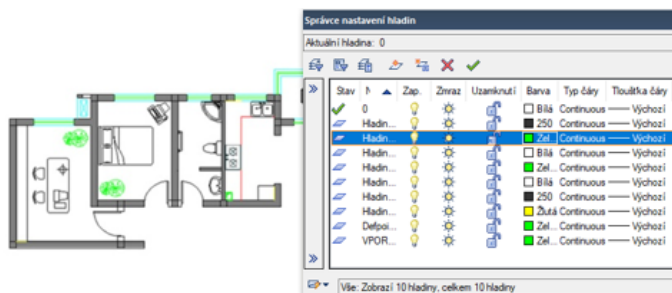 Správce nastavení hladin
Aktuální hladina: 0
Stav N Zap. Zmraz Uzamknutí Barva Typ čáry Tloušťka čáry
0 Bílá Continuous Výchozí
Hladin... 250 Continuous Výchozí
Hladin... Zel... Continuous Výchozí
Hladin... Bílá Continuous Výchozí
Hladin... Zel... Continuous Výchozí
Hladin... Bílá Continuous Výchozí
Hladin... 250 Continuous Výchozí
Hladin... Žlutá Continuous Výchozí
Defpoi... Zel... Continuous Výchozí
VPOR... Zel... Continuous Výchozí
Vše: Zobrazí 10 hladiny, celkem 10 hladiny